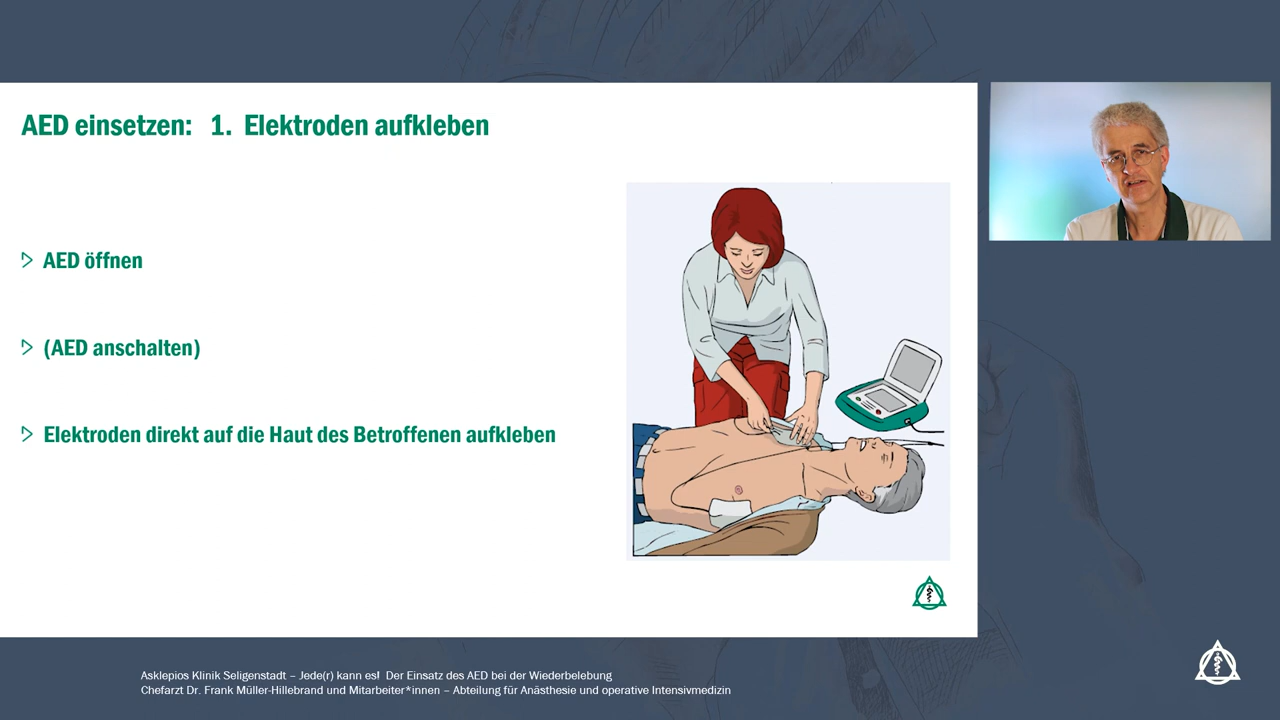 AED einsetzen: 1. Elektroden aufkleben
AED öffnen
(AED anschalten)
Elektroden direkt auf die Haut des Betroffenen aufkleben
Asklepios Klinik Seligenstadt – Jede(r) kann es! Der Einsatz des AED bei der Wiederbelebung
Chefarzt Dr. Frank Müller-Hillebrand und Mitarbeiter*innen – Abteilung für Anästhesie und operative Intensivmedizin